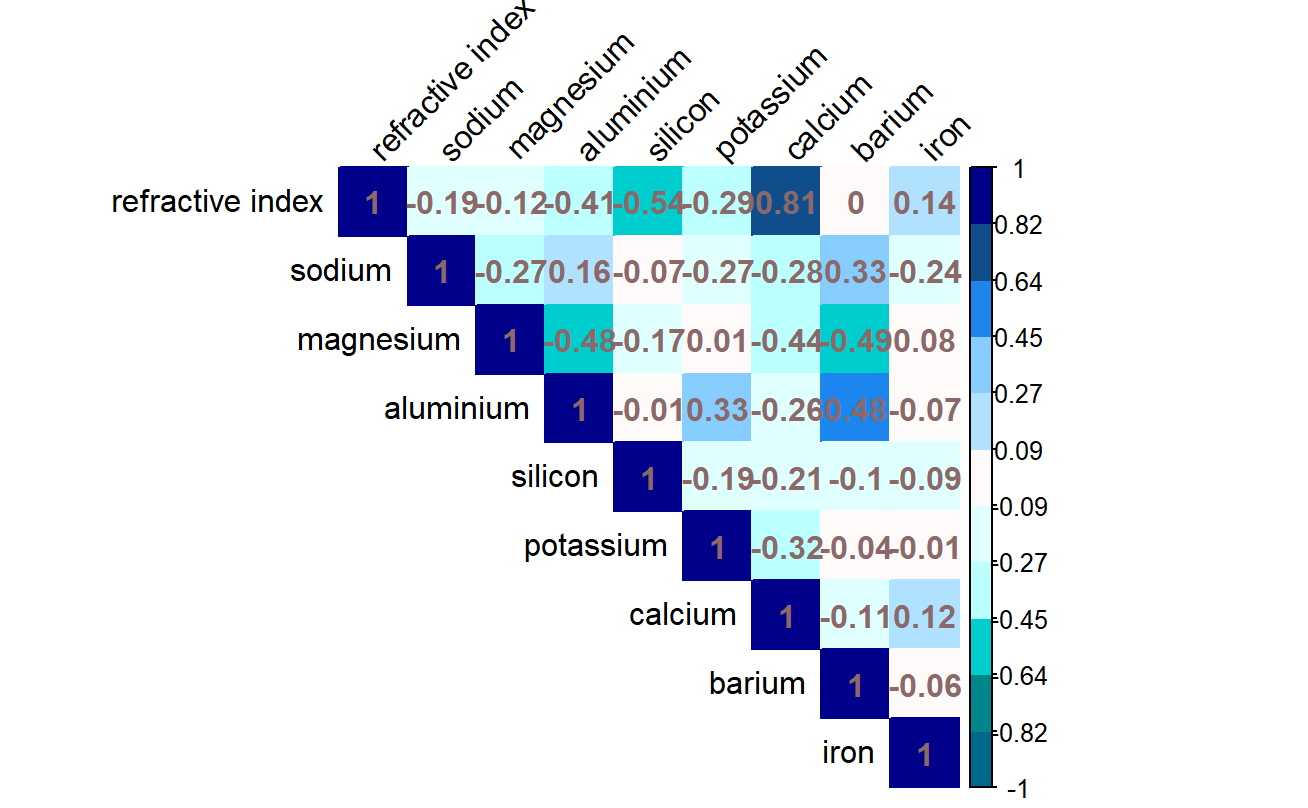 refractive index
sodium
magnesium
aluminium
silicon
potassium
calcium
barium
iron
refractive index 1 -0.19 -0.12 -0.41 -0.54 -0.29 0.81 0 0.14
sodium 1 -0.27 0.16 -0.07 -0.27 -0.28 0.33 -0.24
magnesium 1 -0.48 -0.17 0.01 -0.44 -0.49 0.08
aluminium 1 -0.01 0.33 -0.26 0.48 -0.07
silicon 1 -0.19 -0.21 -0.1 -0.09
potassium 1 -0.32 -0.04 -0.01
calcium 1 -0.11 0.12
barium 1 -0.06
iron 1
1
0.82
0.64
0.45
0.27
0.09
-0.09
-0.27
-0.45
-0.64
-0.82
-1